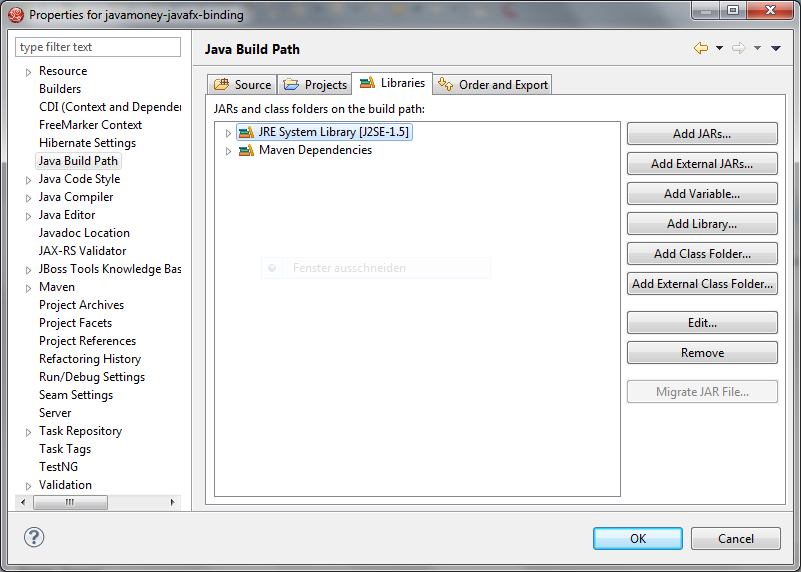 Properties for javamoney-javafx-binding
type filter text
Resource
Builders
CDI (Context and Depender
FreeMarker Context
Hibernate Settings
Java Build Path
Java Code Style
Java Compiler
Java Editor
Javadoc Location
JAX-RS Validator
JBoss Tools Knowledge Bas
Maven
Project Archives
Project Facets
Project References
Refactoring History
Run/Debug Settings
Seam Settings
Server
Task Repository
Task Tags
TestNG
Validation
Java Build Path
Source
Projects
Libraries
Order and Export
JARs and class folders on the build path:
JRE System Library [J2SE-1.5]
Maven Dependencies
Fenster ausschneiden
Add JARs...
Add External JARs...
Add Variable...
Add Library...
Add Class Folder...
Add External Class Folder...
Edit...
Remove
Migrate JAR File...
?
OK
Cancel